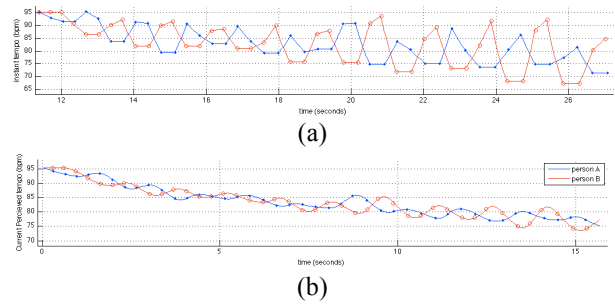 95
90
85
80
75
70
65
instant tempo (bpm)
12 14 16 18 20 22 24 26
time (seconds)
(a)
95
90
85
80
75
70
Current Percieved tempo (bpm)
person A
person B
0 5 10 15
time (seconds)
(b)